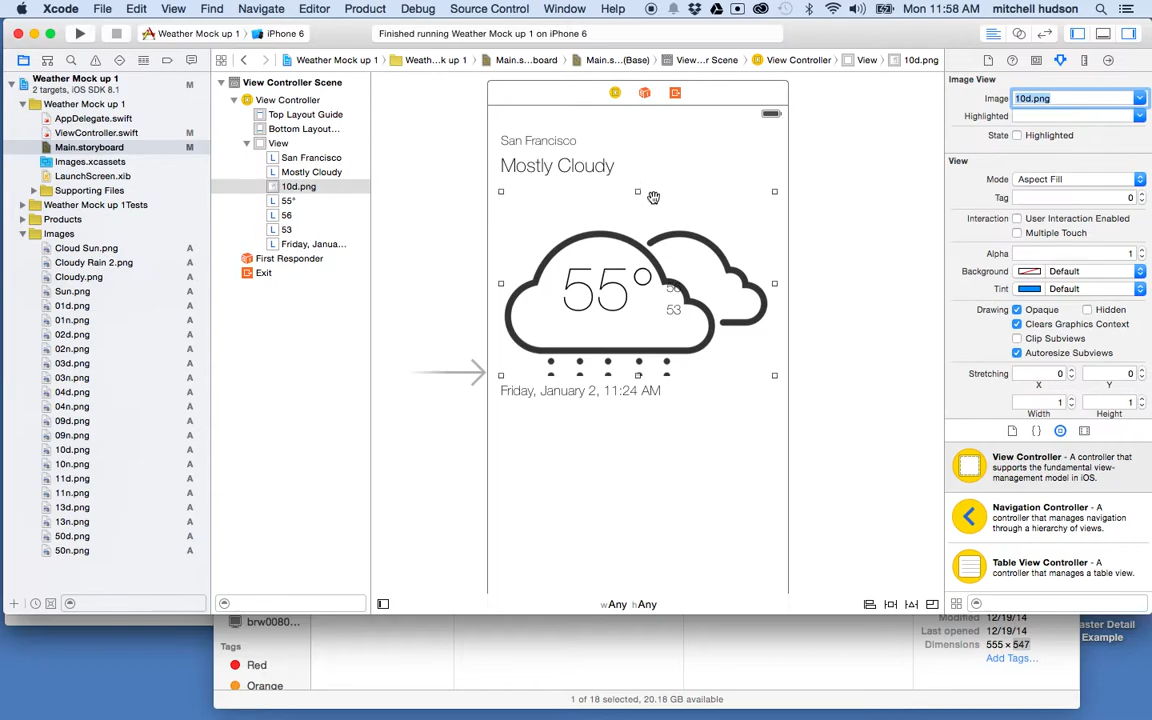 Xcode File Edit View Find Navigate Editor Product Debug Source Control Window Help Mon 11:58 AM mitchell hudson
Weather Mock up 1 iPhone 6 Finished running Weather Mock up 1 on iPhone 6
Weather Mock up 1 Weath...k up 1 Main.s...board Main.s...(Base) View...r Scene View Controller View 10d.png
Weather Mock up 1 M
2 targets, iOS SDK 8.1
Weather Mock up 1
AppDelegate.swift
ViewController.swift M
Main.storyboard M
Images.xcassets
LaunchScreen.xib
Supporting Files
Weather Mock up 1Tests
Products
Images
Cloud Sun.png A
Cloudy Rain 2.png A
Cloudy.png A
Sun.png A
01d.png A
01n.png A
02d.png A
02n.png A
03d.png A
03n.png A
04d.png A
04n.png A
09d.png A
09n.png A
10d.png A
10n.png A
11d.png A
11n.png A
13d.png A
13n.png A
50d.png A
50n.png A
View Controller Scene
View Controller
Top Layout Guide
Bottom Layout...
View
L San Francisco
L Mostly Cloudy
10d.png
L 55°
L 56
L 53
L Friday, Janua...
First Responder
Exit
San Francisco
Mostly Cloudy
55°
53
Friday, January 2, 11:24 AM
wAny hAny
Image View
Image 10d.png
Highlighted
State Highlighted
View
Mode Aspect Fill
Tag 0
Interaction User Interaction Enabled
Multiple Touch
Alpha 1
Background Default
Tint Default
Drawing Opaque Hidden
Clears Graphics Context
Clip Subviews
Autoresize Subviews
Stretching 0 0
X Y
1 1
Width Height
View Controller - A controller that supports the fundamental view-management model in iOS.
Navigation Controller - A controller that manages navigation through a hierarchy of views.
Table View Controller - A controller that manages a table view.
brw0080...
Tags
Red
Orange
Modified 12/19/14
Last opened 12/19/14
Dimensions 555 × 547
Add Tags...
1 of 18 selected, 20.18 GB available
aster Detail
Example